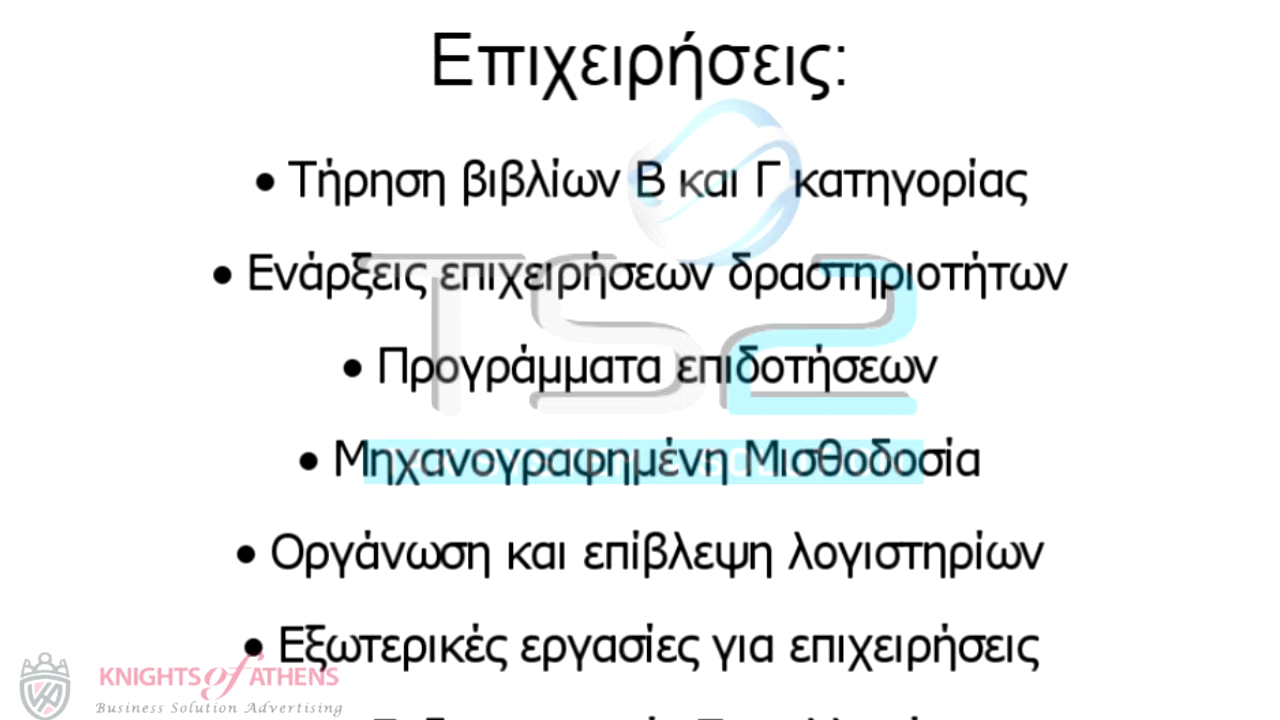 Επιχειρήσεις:
• Τήρηση βιβλίων Β και Γ κατηγορίας
• Ενάρξεις επιχειρήσεων δραστηριοτήτων
• Προγράμματα επιδοτήσεων
• Μηχανογραφημένη Μισθοδοσία
• Οργάνωση και επίβλεψη λογιστηρίων
• Εξωτερικές εργασίες για επιχειρήσεις
TS2
KNIGHTS of ATHENS
Business Solution Advertising